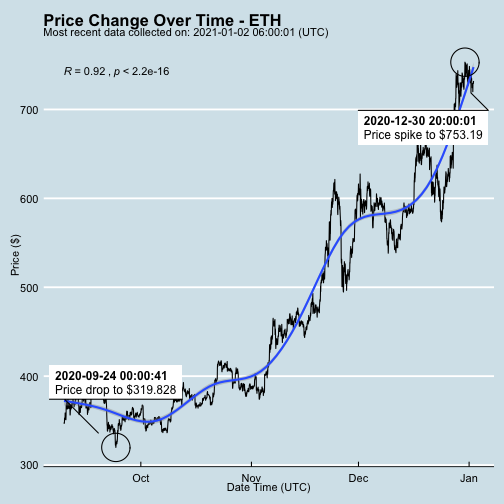 Price Change Over Time - ETH
Most recent data collected on: 2021-01-02 06:00:01 (UTC)
R = 0.92 , p < 2.2e-16
700
2020-12-30 20:00:01
Price spike to $753.19
600
Price ($)
500
400
2020-09-24 00:00:41
Price drop to $319.828
300
Oct
Nov
Dec
Jan
Date Time (UTC)